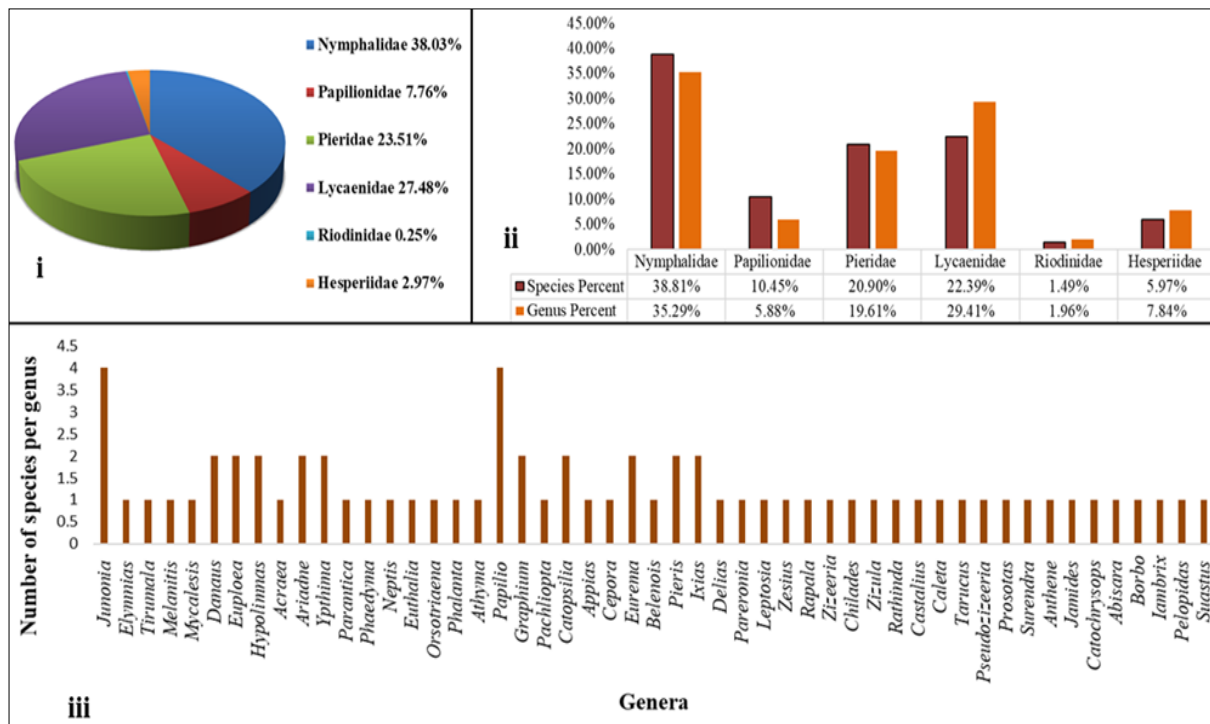 Nymphalidae 38.03%
Papilionidae 7.76%
Pieridae 23.51%
Lycaenidae 27.48%
Riodinidae 0.25%
Hesperiidae 2.97%
i
45.00%
40.00%
35.00%
30.00%
25.00%
20.00%
15.00%
10.00%
5.00%
0.00%
ii
Nymphalidae Papilionidae Pieridae Lycaenidae Riodinidae Hesperiidae
Species Percent 38.81% 10.45% 20.90% 22.39% 1.49% 5.97%
Genus Percent 35.29% 5.88% 19.61% 29.41% 1.96% 7.84%
Number of species per genus
4.5
4
3.5
3
2.5
2
1.5
1
0.5
0
Junonia
Elymnias
Tirumala
Melanitis
Mycalesis
Danaus
Euploea
Hypolimnas
Acraea
Ariadne
Ypthima
Parantica
Phaedyma
Neptis
Euthalia
Orsotriaena
Phalanta
Athyma
Papilio
Graphium
Pachliopta
Catopsilia
Appias
Cepora
Eurema
Belenois
Pieris
Ixias
Delias
Pareronia
Leptosia
Zesius
Rapala
Zizeeria
Chilades
Zizula
Rathinda
Castalius
Caleta
Tarucus
Pseudozizeeria
Prosotas
Surendra
Anthene
Jamides
Catochrysops
Abisara
Borbo
Iambrix
Pelopidas
Suastus
Genera
iii